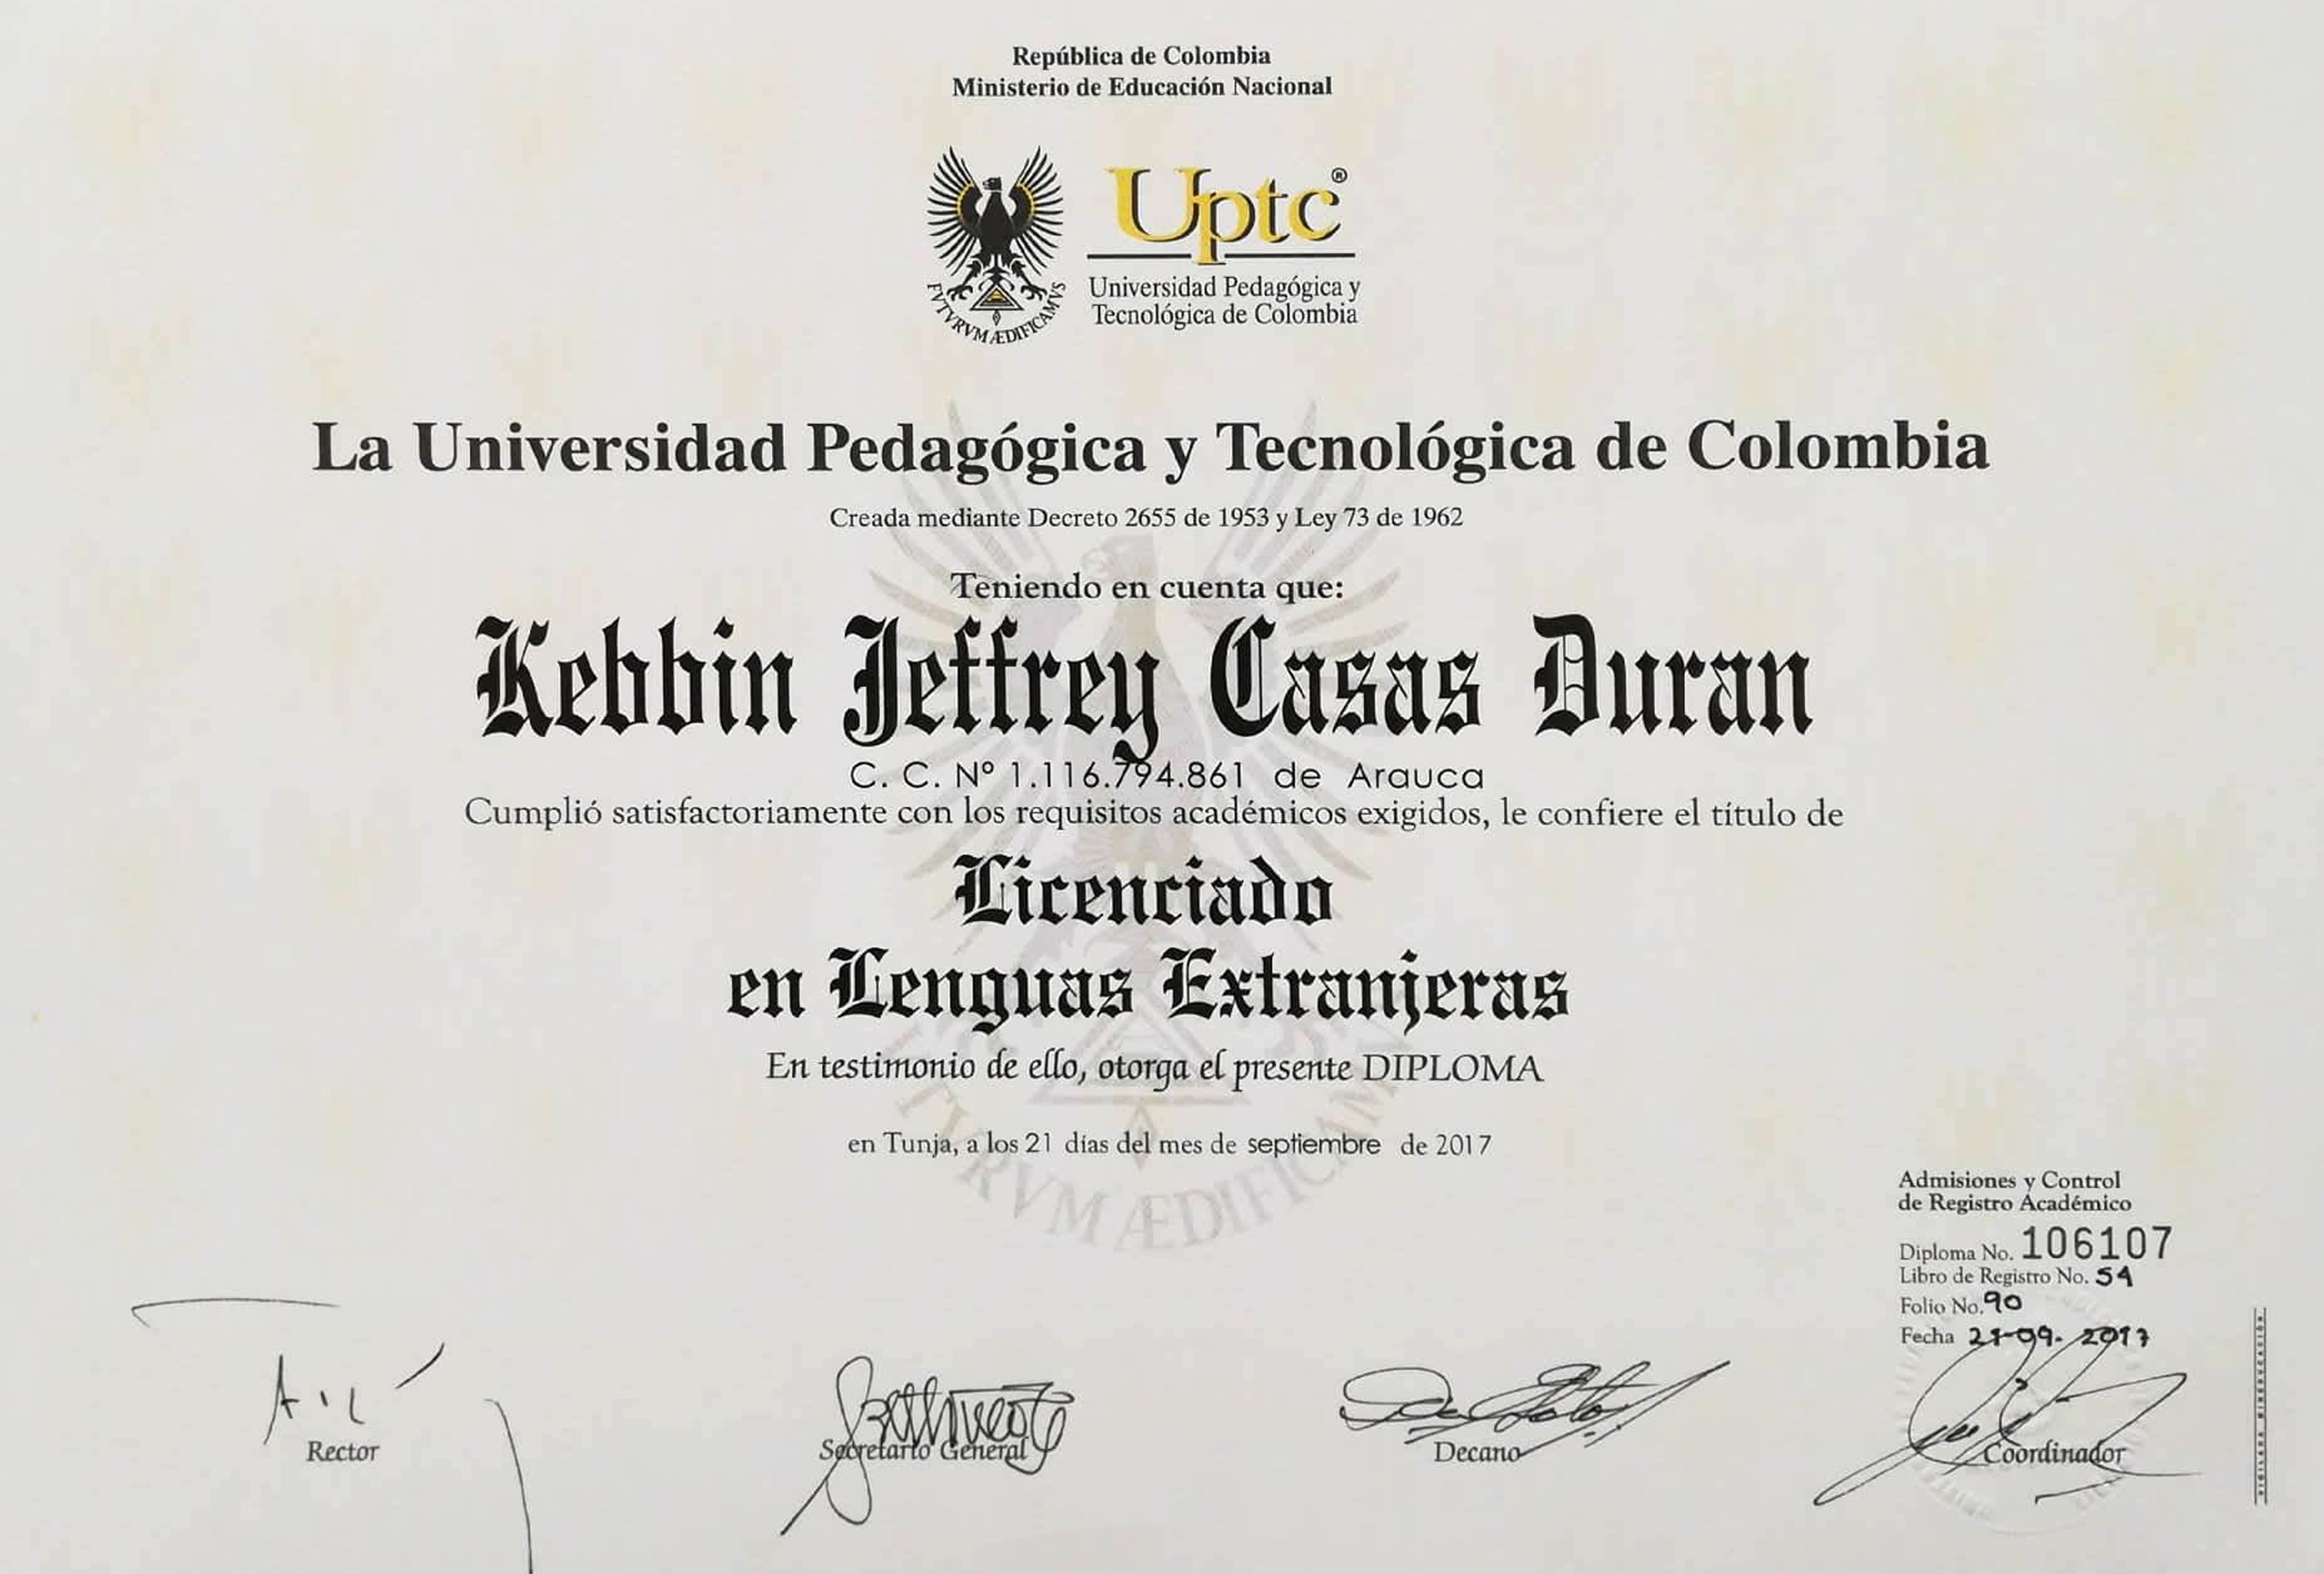 República de Colombia
Ministerio de Educación Nacional
Uptc®
Universidad Pedagógica y
Tecnológica de Colombia
FVTVRVM ÆDIFICAMVS
La Universidad Pedagógica y Tecnológica de Colombia
Creada mediante Decreto 2655 de 1953 y Ley 73 de 1962
Teniendo en cuenta que:
Kebbin Jeffrey Casas Duran
C. C. Nº 1.116.794.861 de Arauca
Cumplió satisfactoriamente con los requisitos académicos exigidos, le confiere el título de
Licenciado
en Lenguas Extranjeras
En testimonio de ello, otorga el presente DIPLOMA
en Tunja, a los 21 días del mes de septiembre de 2017
Admisiones y Control
de Registro Académico
Diploma No. 106107
Libro de Registro No. 54
Folio No. 90
Fecha 21-09-2017
Rector
Secretario General
Decano
Coordinador
VIGILADA MINEDUCACIÓN